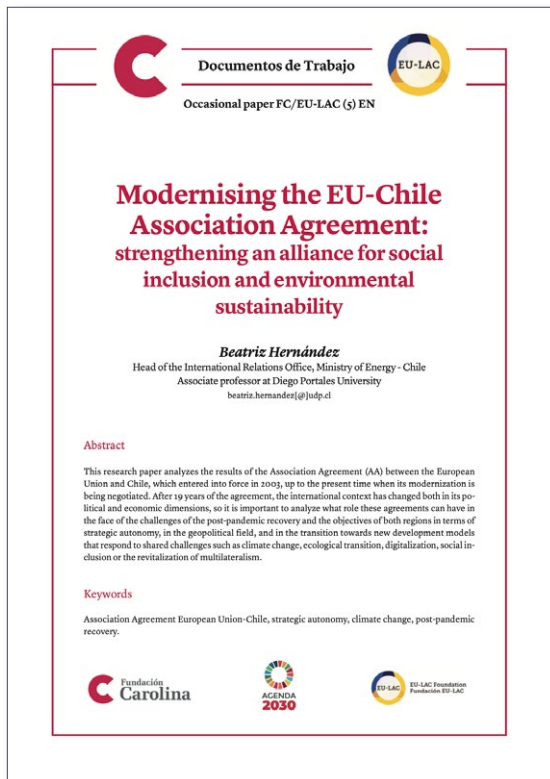 Documentos de Trabajo
EU-LAC
Occasional paper FC/EU-LAC (5) EN
Modernising the EU-Chile
Association Agreement:
strengthening an alliance for social
inclusion and environmental
sustainability
Beatriz Hernández
Head of the International Relations Office, Ministry of Energy - Chile
Associate professor at Diego Portales University
beatriz.hernandez[@]udp.cl
Abstract
This research paper analyzes the results of the Association Agreement (AA) between the European
Union and Chile, which entered into force in 2003, up to the present time when its modernization is
being negotiated. After 19 years of the agreement, the international context has changed both in its po-
litical and economic dimensions, so it is important to analyze what role these agreements can have in
the face of the challenges of the post-pandemic recovery and the objectives of both regions in terms of
strategic autonomy, in the geopolitical field, and in the transition towards new development models
that respond to shared challenges such as climate change, ecological transition, digitalization, social in-
clusion or the revitalization of multilateralism.
Keywords
Association Agreement European Union-Chile, strategic autonomy, climate change, post-pandemic
recovery.
Fundación
Carolina
AGENDA
2030
EU-LAC
EU-LAC Foundation
Fundación EU-LAC